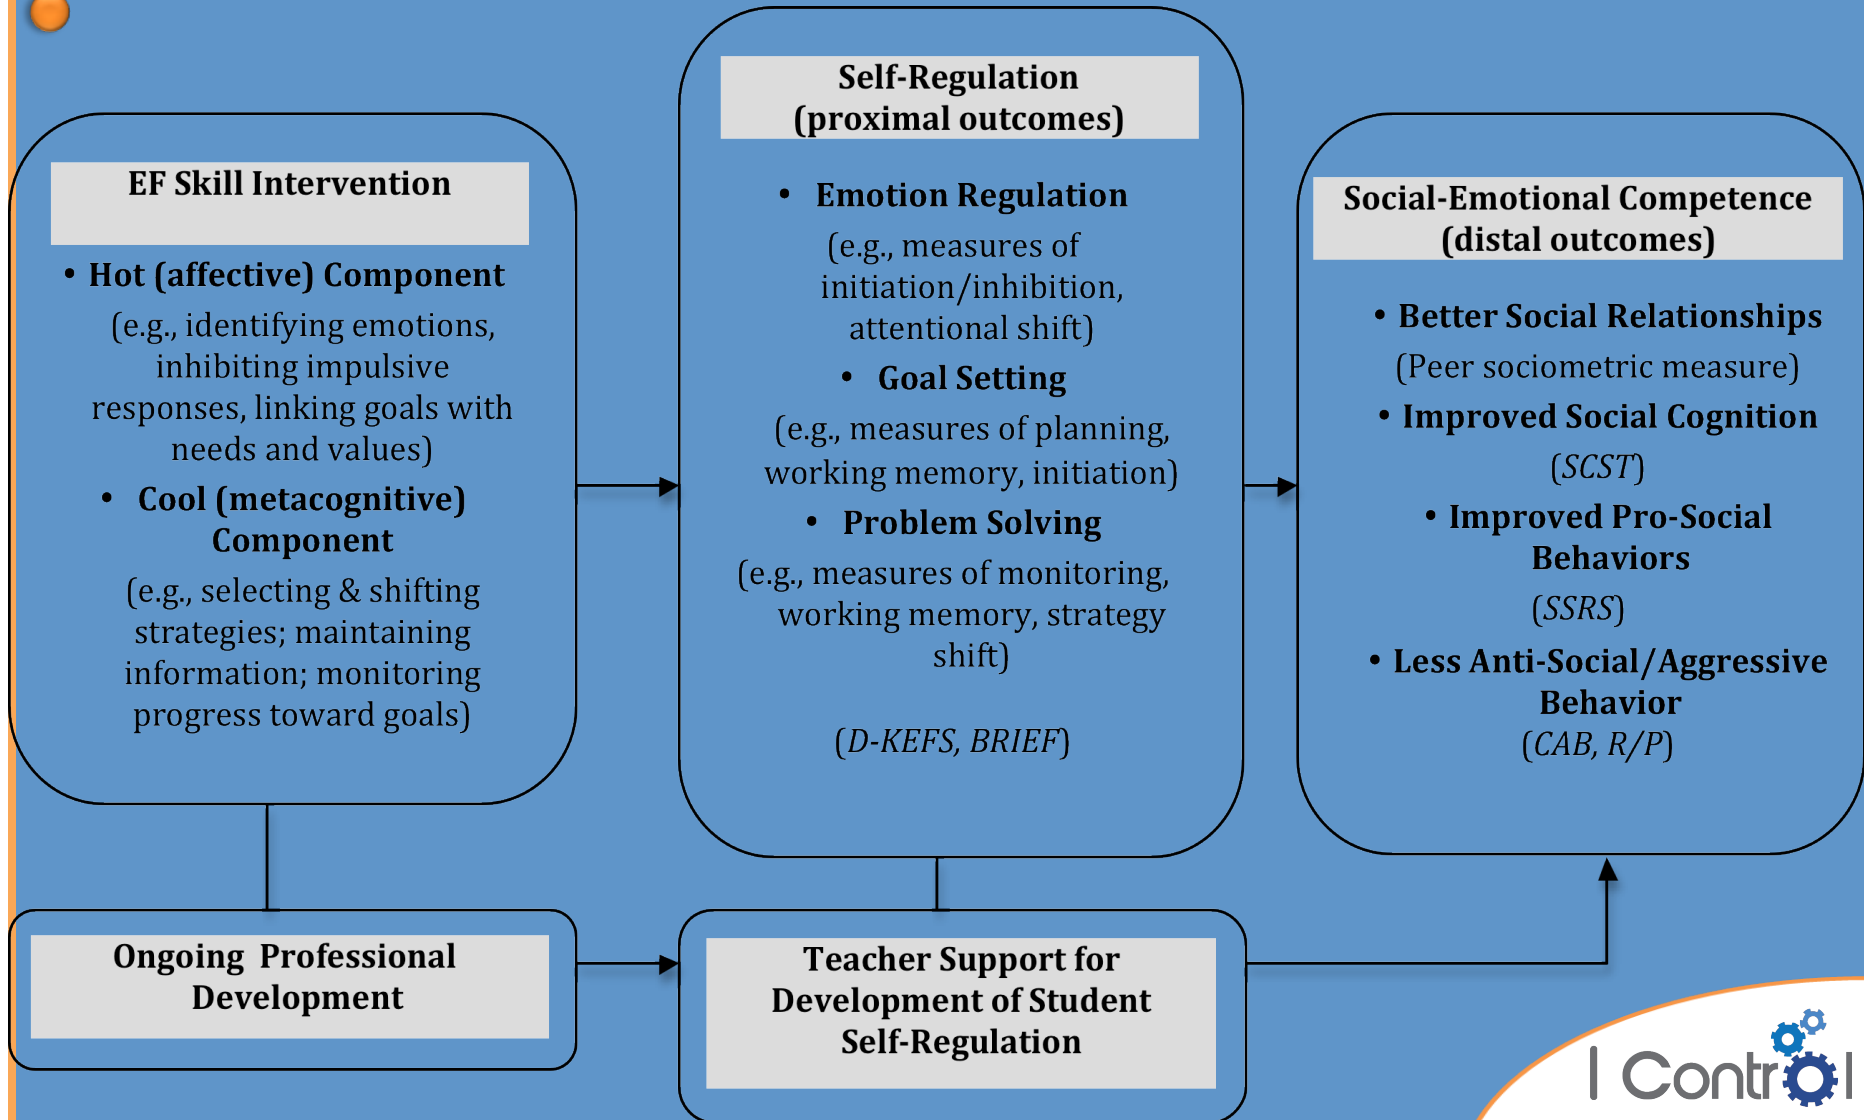 EF Skill Intervention
• Hot (affective) Component
(e.g., identifying emotions,
inhibiting impulsive
responses, linking goals with
needs and values)
• Cool (metacognitive)
Component
(e.g., selecting & shifting
strategies; maintaining
information; monitoring
progress toward goals)
Self-Regulation
(proximal outcomes)
• Emotion Regulation
(e.g., measures of
initiation/inhibition,
attentional shift)
• Goal Setting
(e.g., measures of planning,
working memory, initiation)
• Problem Solving
(e.g., measures of monitoring,
working memory, strategy
shift)
(D-KEFS, BRIEF)
Social-Emotional Competence
(distal outcomes)
• Better Social Relationships
(Peer sociometric measure)
• Improved Social Cognition
(SCST)
• Improved Pro-Social
Behaviors
(SSRS)
• Less Anti-Social/Aggressive
Behavior
(CAB, R/P)
Ongoing  Professional
Development
Teacher Support for
Development of Student
Self-Regulation
I Control